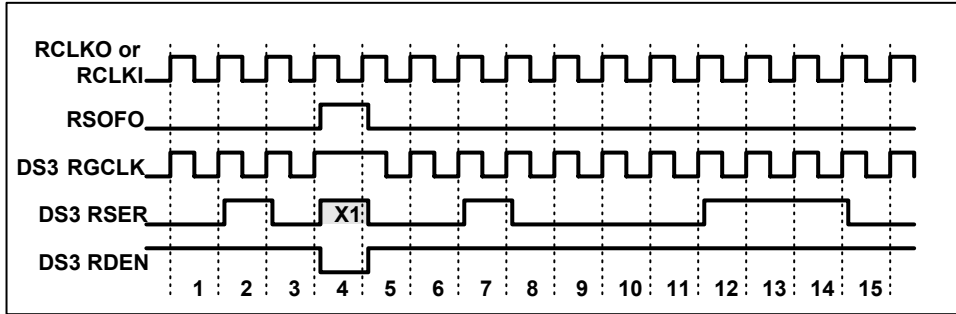 RCLKO or
RCLKI
RSOFO
DS3 RGCLK
DS3 RSER
X1
DS3 RDEN
1 2 3 4 5 6 7 8 9 10 11 12 13 14 15